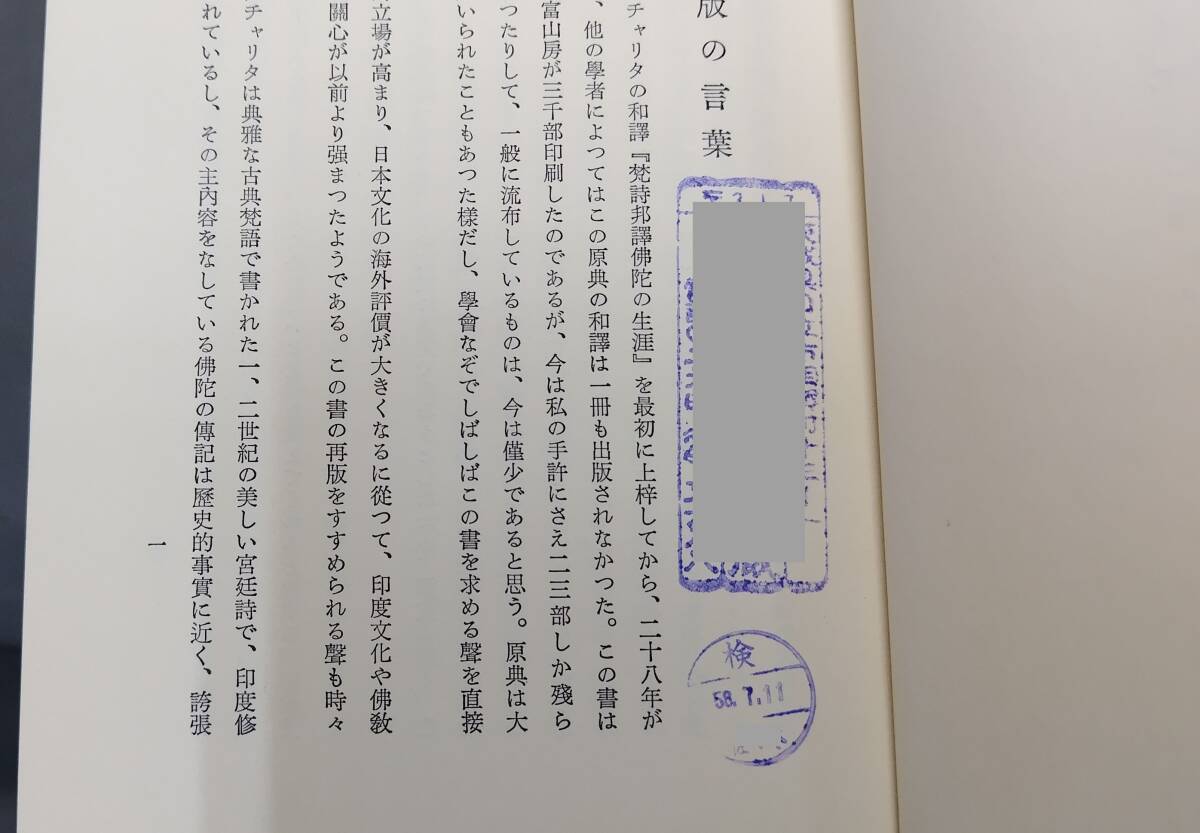 版の言葉
チャリタの和譯『梵詩邦譯佛陀の生涯』を最初に上梓してから、二十八年が
、他の學者によつてはこの原典の和譯は一冊も出版されなかつた。この書は
富山房が三千部印刷したのであるが、今は私の手許にさえ二三部しか殘ら
つたりして、一般に流布しているものは、今は僅少であると思う。原典は大
いられたこともあつた樣だし、學會なぞでしばしばこの書を求める聲を直接
立場が高まり、日本文化の海外評價が大きくなるに從つて、印度文化や佛敎
關心が以前より强まつたようである。この書の再版をすすめられる聲も時々
チャリタは典雅な古典梵語で書かれた一、二世紀の美しい宮廷詩で、印度修
れているし、その主內容をなしている佛陀の傳記は歷史的事實に近く、誇張
一
検
58.7.11